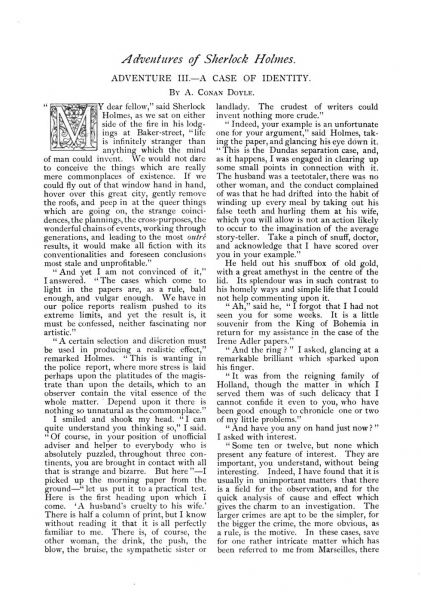 Adventures of Sherlock Holmes.
ADVENTURE III.—A CASE OF IDENTITY.
BY A. CONAN DOYLE.
"MY dear fellow," said Sherlock
Holmes, as we sat on either
side of the fire in his lodg-
ings at Baker-street, "life
is infinitely stranger than
anything which the mind
of man could invent. We would not dare
to conceive the things which are really
mere commonplaces of existence. If we
could fly out of that window hand in hand,
hover over this great city, gently remove
the roofs, and peep in at the queer things
which are going on, the strange coinci-
dences, the plannings, the cross-purposes, the
wonderful chains of events, working through
generations, and leading to the most outré
results, it would make all fiction with its
conventionalities and foreseen conclusions
most stale and unprofitable."
"And yet I am not convinced of it,"
I answered. "The cases which come to
light in the papers are, as a rule, bald
enough, and vulgar enough. We have in
our police reports realism pushed to its
extreme limits, and yet the result is, it
must be confessed, neither fascinating nor
artistic."
"A certain selection and discretion must
be used in producing a realistic effect,"
remarked Holmes. "This is wanting in
the police report, where more stress is laid
perhaps upon the platitudes of the magis-
trate than upon the details, which to an
observer contain the vital essence of the
whole matter. Depend upon it there is
nothing so unnatural as the commonplace."
I smiled and shook my head. "I can
quite understand you thinking so," I said.
"Of course, in your position of unofficial
adviser and helper to everybody who is
absolutely puzzled, throughout three con-
tinents, you are brought in contact with all
that is strange and bizarre. But here"—I
picked up the morning paper from the
ground—"let us put it to a practical test.
Here is the first heading upon which I
come. 'A husband's cruelty to his wife.'
There is half a column of print, but I know
without reading it that it is all perfectly
familiar to me. There is, of course, the
other woman, the drink, the push, the
blow, the bruise, the sympathetic sister or
landlady. The crudest of writers could
invent nothing more crude."
"Indeed, your example is an unfortunate
one for your argument," said Holmes, tak-
ing the paper, and glancing his eye down it.
"This is the Dundas separation case, and,
as it happens, I was engaged in clearing up
some small points in connection with it.
The husband was a teetotaler, there was no
other woman, and the conduct complained
of was that he had drifted into the habit of
winding up every meal by taking out his
false teeth and hurling them at his wife,
which you will allow is not an action likely
to occur to the imagination of the average
story-teller. Take a pinch of snuff, doctor,
and acknowledge that I have scored over
you in your example."
He held out his snuffbox of old gold,
with a great amethyst in the centre of the
lid. Its splendour was in such contrast to
his homely ways and simple life that I could
not help commenting upon it.
"Ah," said he, "I forgot that I had not
seen you for some weeks. It is a little
souvenir from the King of Bohemia in
return for my assistance in the case of the
Irene Adler papers."
"And the ring?" I asked, glancing at a
remarkable brilliant which sparkled upon
his finger.
"It was from the reigning family of
Holland, though the matter in which I
served them was of such delicacy that I
cannot confide it even to you, who have
been good enough to chronicle one or two
of my little problems."
"And have you any on hand just now?"
I asked with interest.
"Some ten or twelve, but none which
present any feature of interest. They are
important, you understand, without being
interesting. Indeed, I have found that it is
usually in unimportant matters that there
is a field for the observation, and for the
quick analysis of cause and effect which
gives the charm to an investigation. The
larger crimes are apt to be the simpler, for
the bigger the crime, the more obvious, as
a rule, is the motive. In these cases, save
for one rather intricate matter which has
been referred to me from Marseilles, there